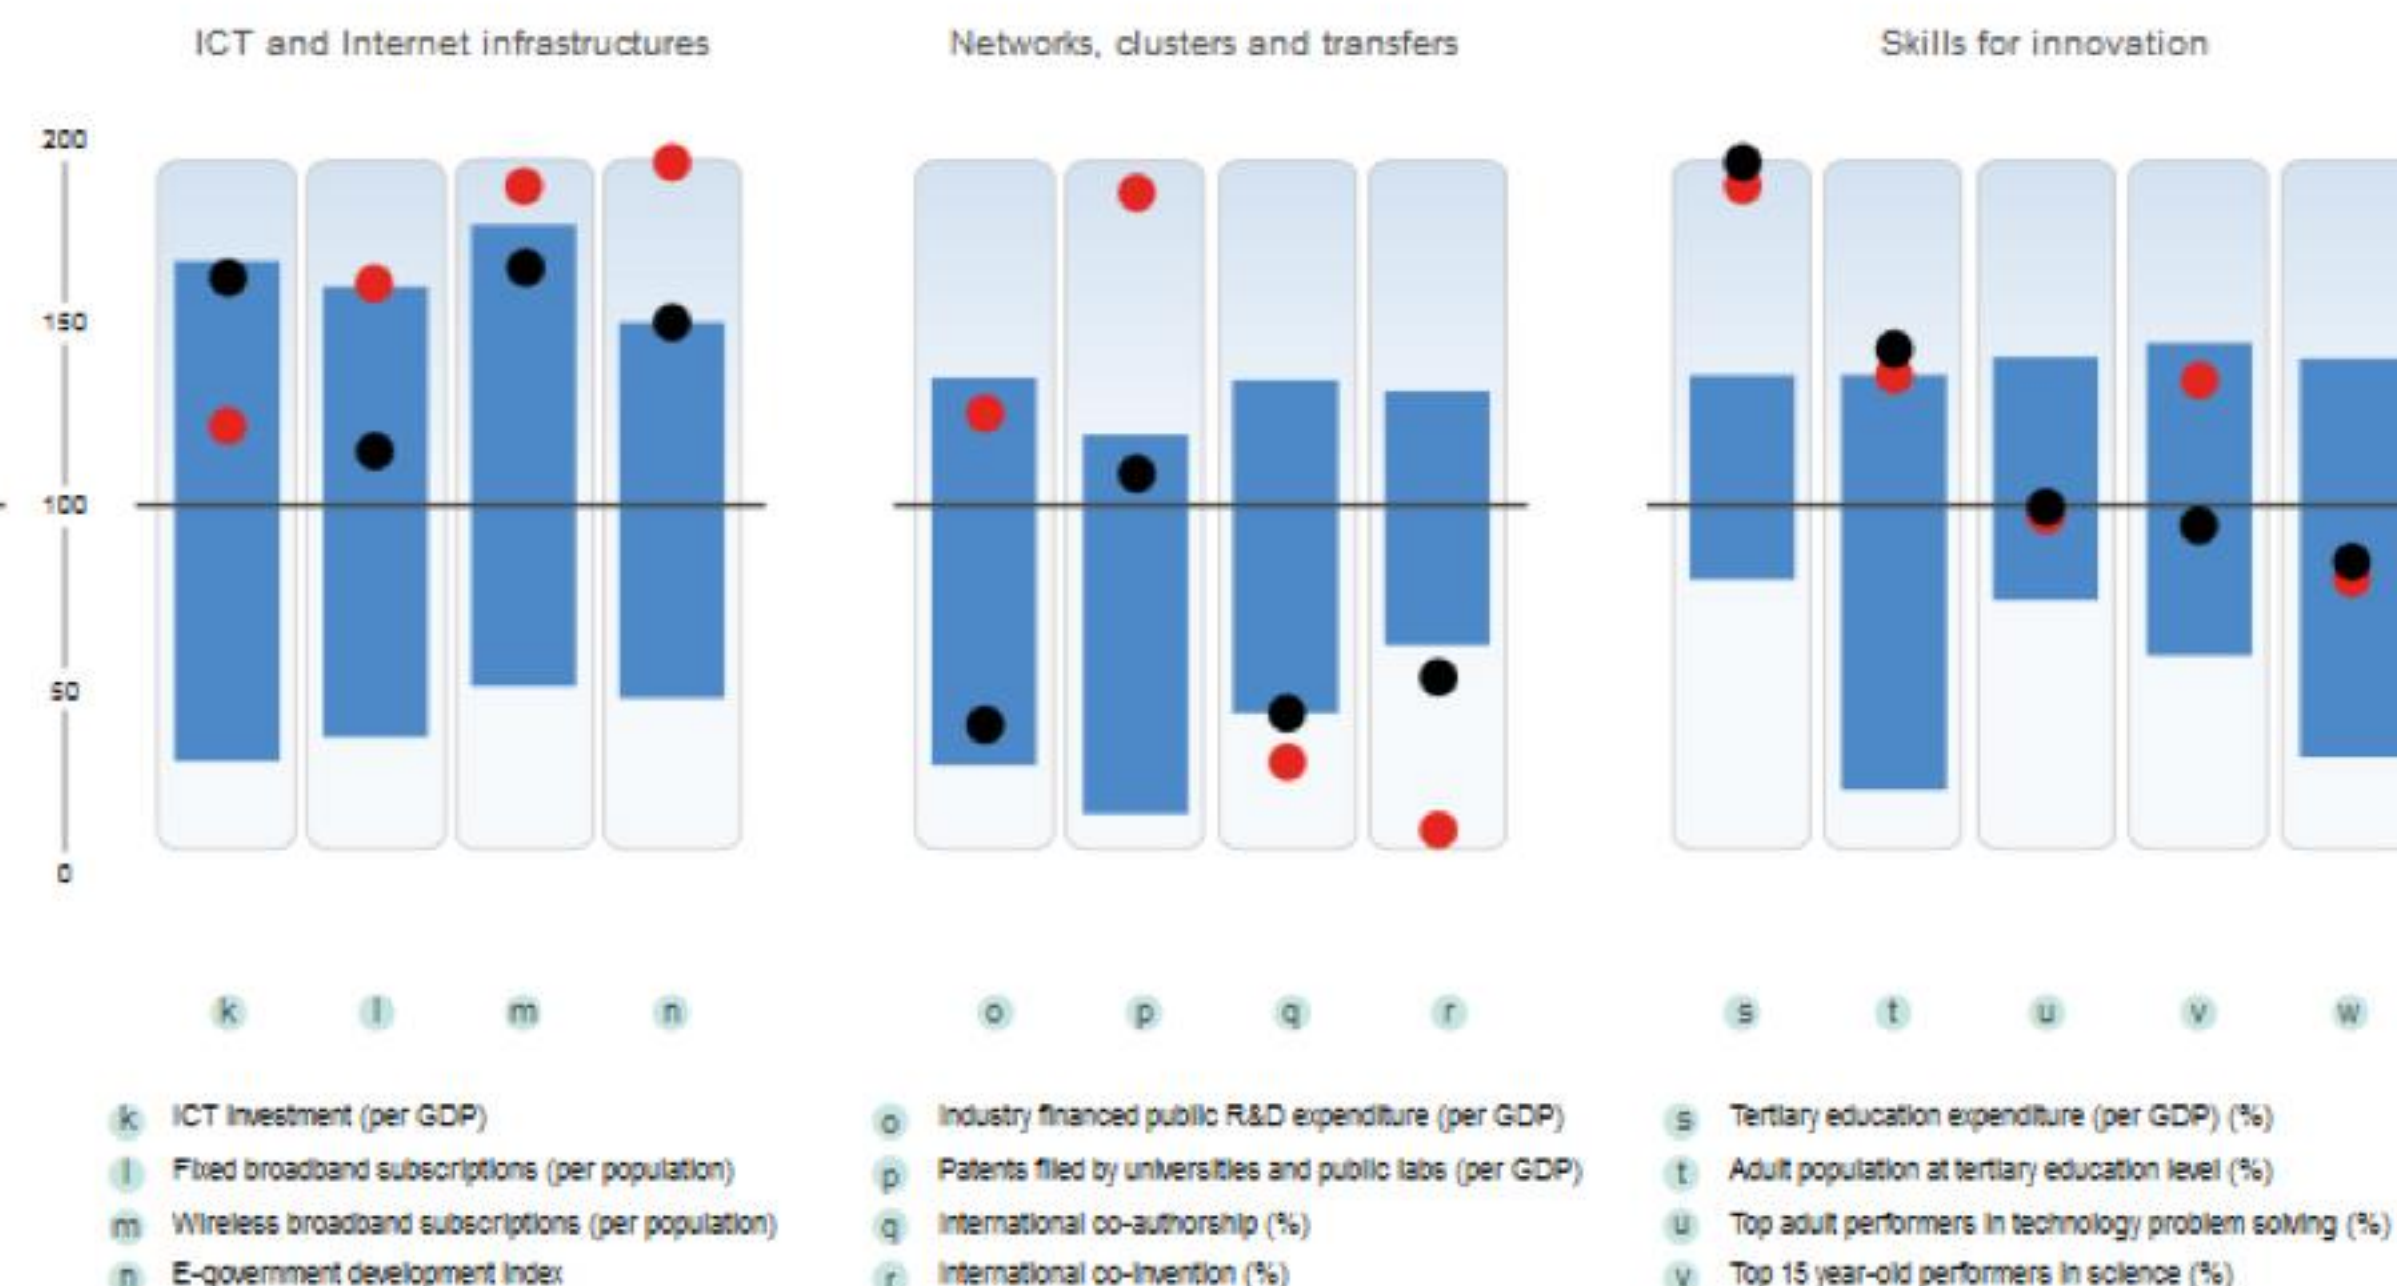 ICT and Internet infrastructures
Networks, clusters and transfers
Skills for innovation
200
150
100
50
0
k l m n
o p q r
s t u v w
k ICT investment (per GDP)
l Fixed broadband subscriptions (per population)
m Wireless broadband subscriptions (per population)
n E-government development index
o Industry financed public R&D expenditure (per GDP)
p Patents filed by universities and public labs (per GDP)
q International co-authorship (%)
r International co-invention (%)
s Tertiary education expenditure (per GDP) (%)
t Adult population at tertiary education level (%)
u Top adult performers in technology problem solving (%)
v Top 15 year-old performers in science (%)